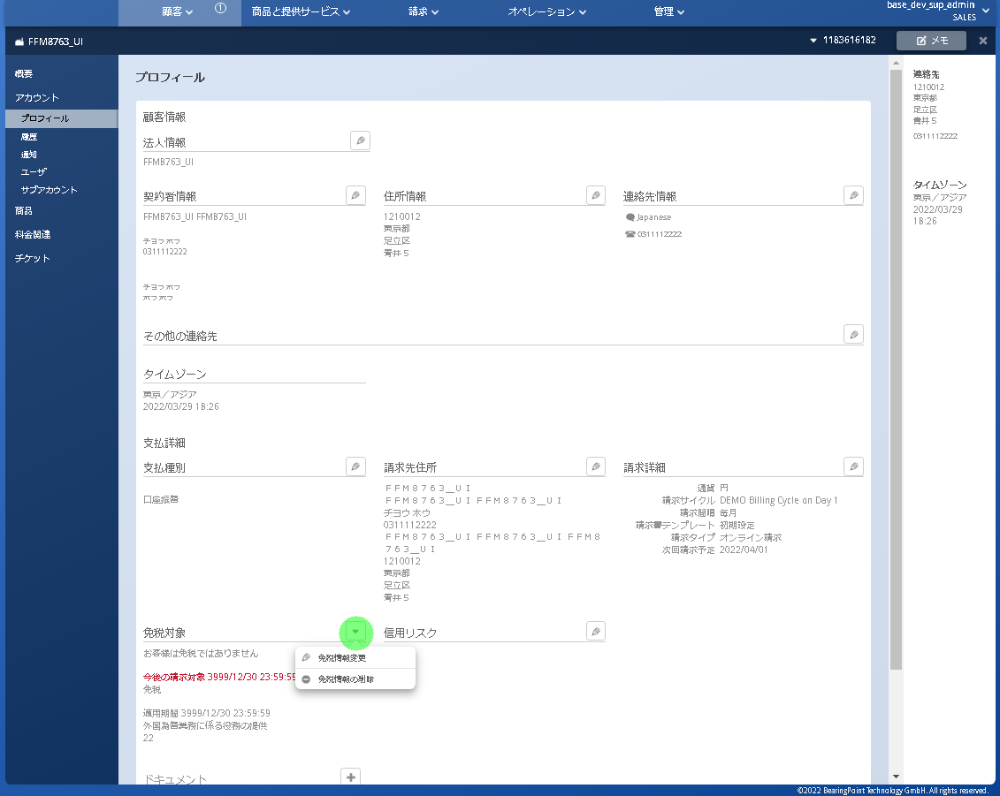 顧客
1
商品と提供サービス
請求
オペレーション
管理
base_dev_sup_admin
SALES
FFM8763_UI
1183616182
メモ
概要
アカウント
プロフィール
履歴
通知
ユーザ
サブアカウント
商品
料金関連
チケット
プロフィール
顧客情報
法人情報
FFM8763_UI
契約者情報
FFM8763_UI FFM8763_UI
チヨウ ホウ
0311112222
チヨウ ホウ
ホウ ホウ
住所情報
1210012
東京都
足立区
青井５
連絡先情報
Japanese
0311112222
その他の連絡先
タイムゾーン
東京／アジア
2022/03/29 18:26
支払詳細
支払種別
口座振替
請求先住所
ＦＦＭ８７６３＿ＵＩ
ＦＦＭ８７６３＿ＵＩ ＦＦＭ８７６３＿ＵＩ
チヨウ ホウ
0311112222
ＦＦＭ８７６３＿ＵＩ ＦＦＭ８７６３＿ＵＩ ＦＦＭ８
７６３＿ＵＩ
1210012
東京都
足立区
青井５
請求詳細
通貨 円
請求サイクル DEMO Billing Cycle on Day 1
請求間隔 毎月
請求書テンプレート 初期設定
請求タイプ オンライン請求
次回請求予定 2022/04/01
免税対象
お客様は免税ではありません
今後の請求対象 3999/12/30 23:59:59
免税
適用期間 3999/12/30 23:59:59
外国為替業務に係る役務の提供
22
免税情報変更
免税情報の削除
信用リスク
ドキュメント
連絡先
1210012
東京都
足立区
青井５
0311112222
タイムゾーン
東京／アジア
2022/03/29
18:26
©2022 BearingPoint Technology GmbH. All rights reserved.